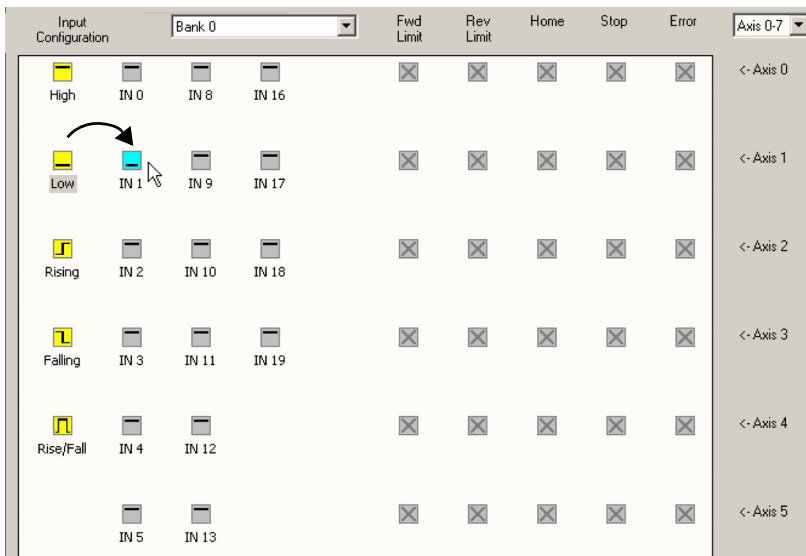 Input
Configuration
Bank 0
Fwd
Limit
Rev
Limit
Home
Stop
Error
Axis 0-7
High
IN 0
IN 8
IN 16
<- Axis 0
Low
IN 1
IN 9
IN 17
<- Axis 1
Rising
IN 2
IN 10
IN 18
<- Axis 2
Falling
IN 3
IN 11
IN 19
<- Axis 3
Rise/Fall
IN 4
IN 12
<- Axis 4
IN 5
IN 13
<- Axis 5